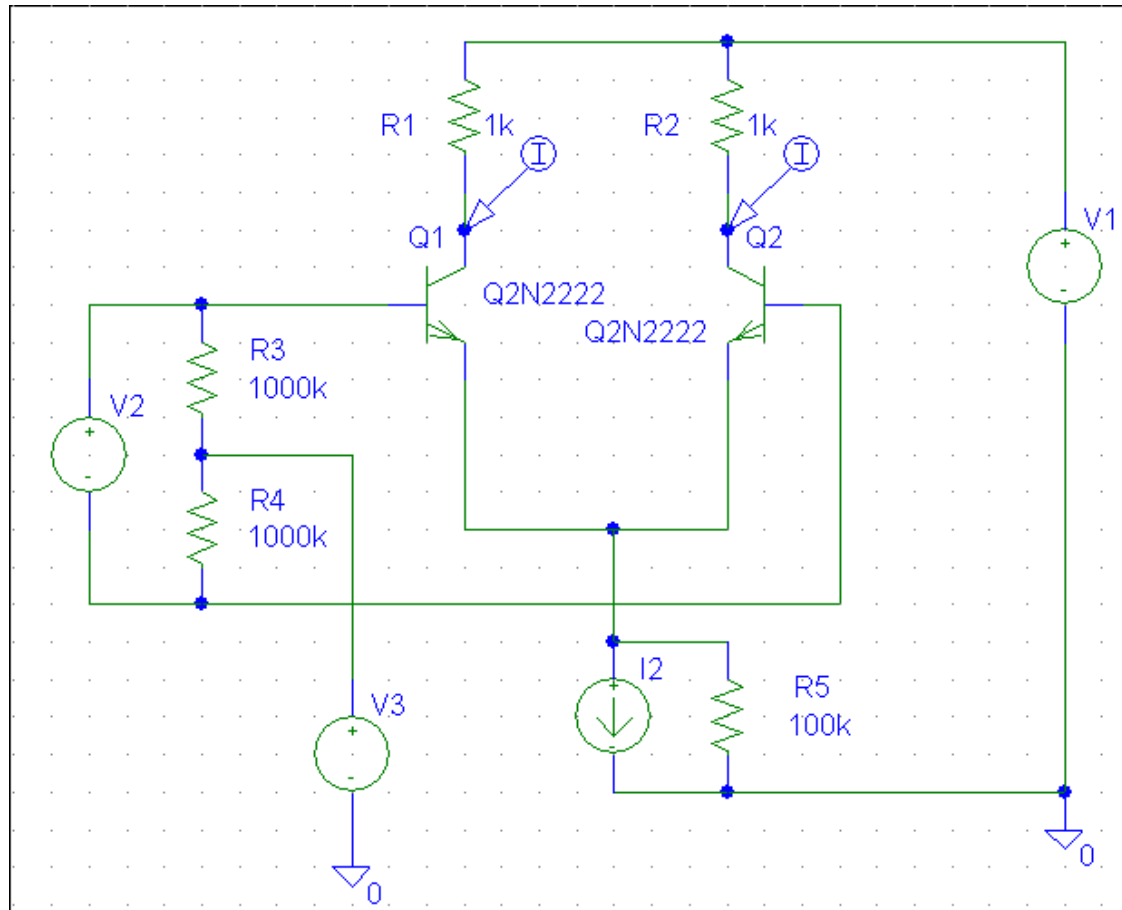 R1
1k
I
R2
1k
I
V1
+
-
Q1
Q2
Q2N2222
Q2N2222
R3
1000k
V2
+
-
R4
1000k
I2
+
-
R5
100k
V3
+
-
0
0